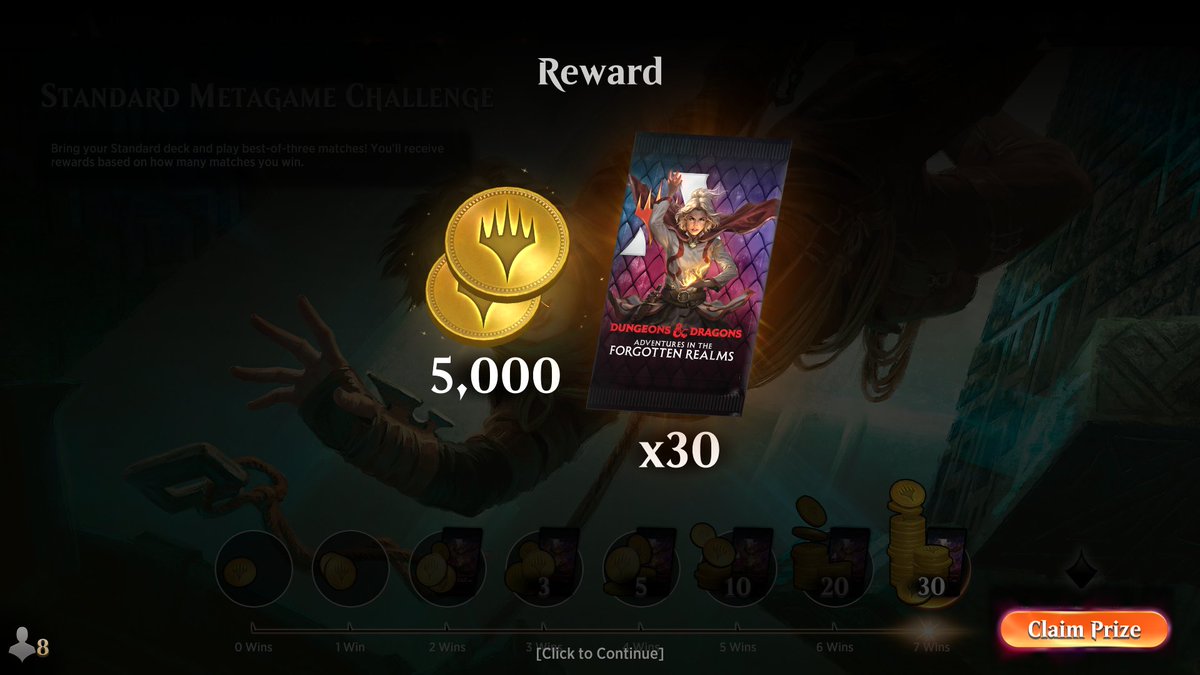 Reward
STANDARD METAGAME CHALLENGE
Bring your Standard deck and play best-of-three matches! You'll receive
rewards based on how many matches you win.
DUNGEONS & DRAGONS
ADVENTURES IN THE
FORGOTTEN REALMS
5,000
x30
3
5
10
20
30
0 Wins
1 Win
2 Wins
3 Wins
5 Wins
6 Wins
7 Wins
[Click to Continue]
Claim Prize
8